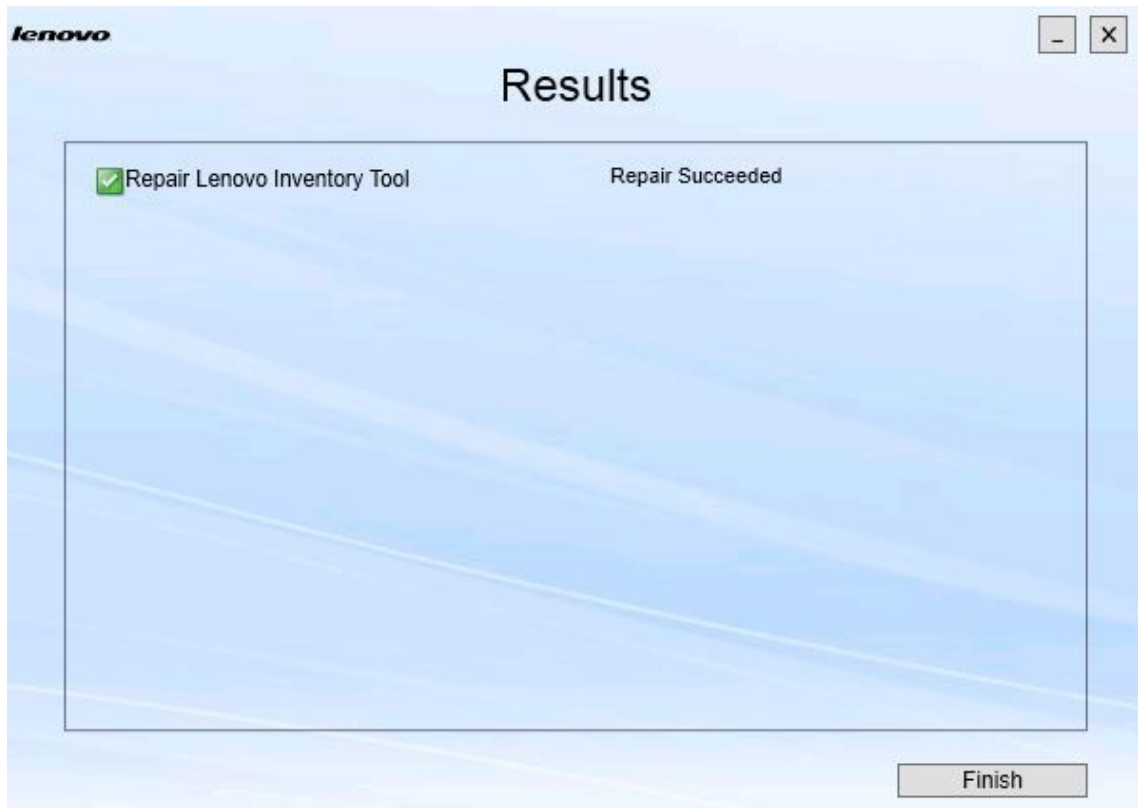 lenovo
_ X
Results
Repair Lenovo Inventory Tool Repair Succeeded
Finish